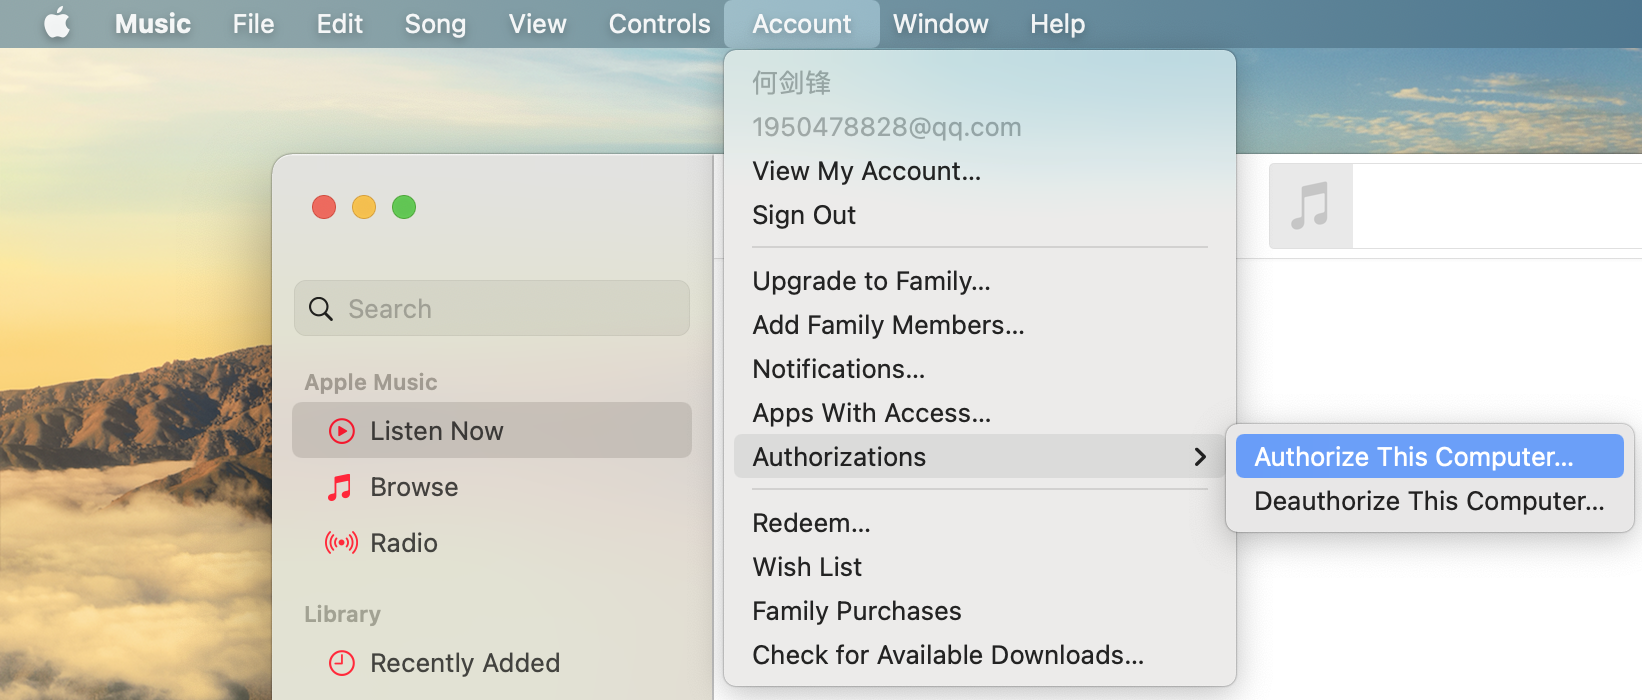 Music File Edit Song View Controls Account Window Help
何剑锋
1950478828@qq.com
View My Account...
Sign Out
Search
Upgrade to Family...
Add Family Members...
Notifications...
Apple Music
Apps With Access...
Listen Now
Authorizations
Authorize This Computer...
Deauthorize This Computer...
Browse
Redeem...
Radio
Wish List
Library
Family Purchases
Recently Added
Check for Available Downloads...